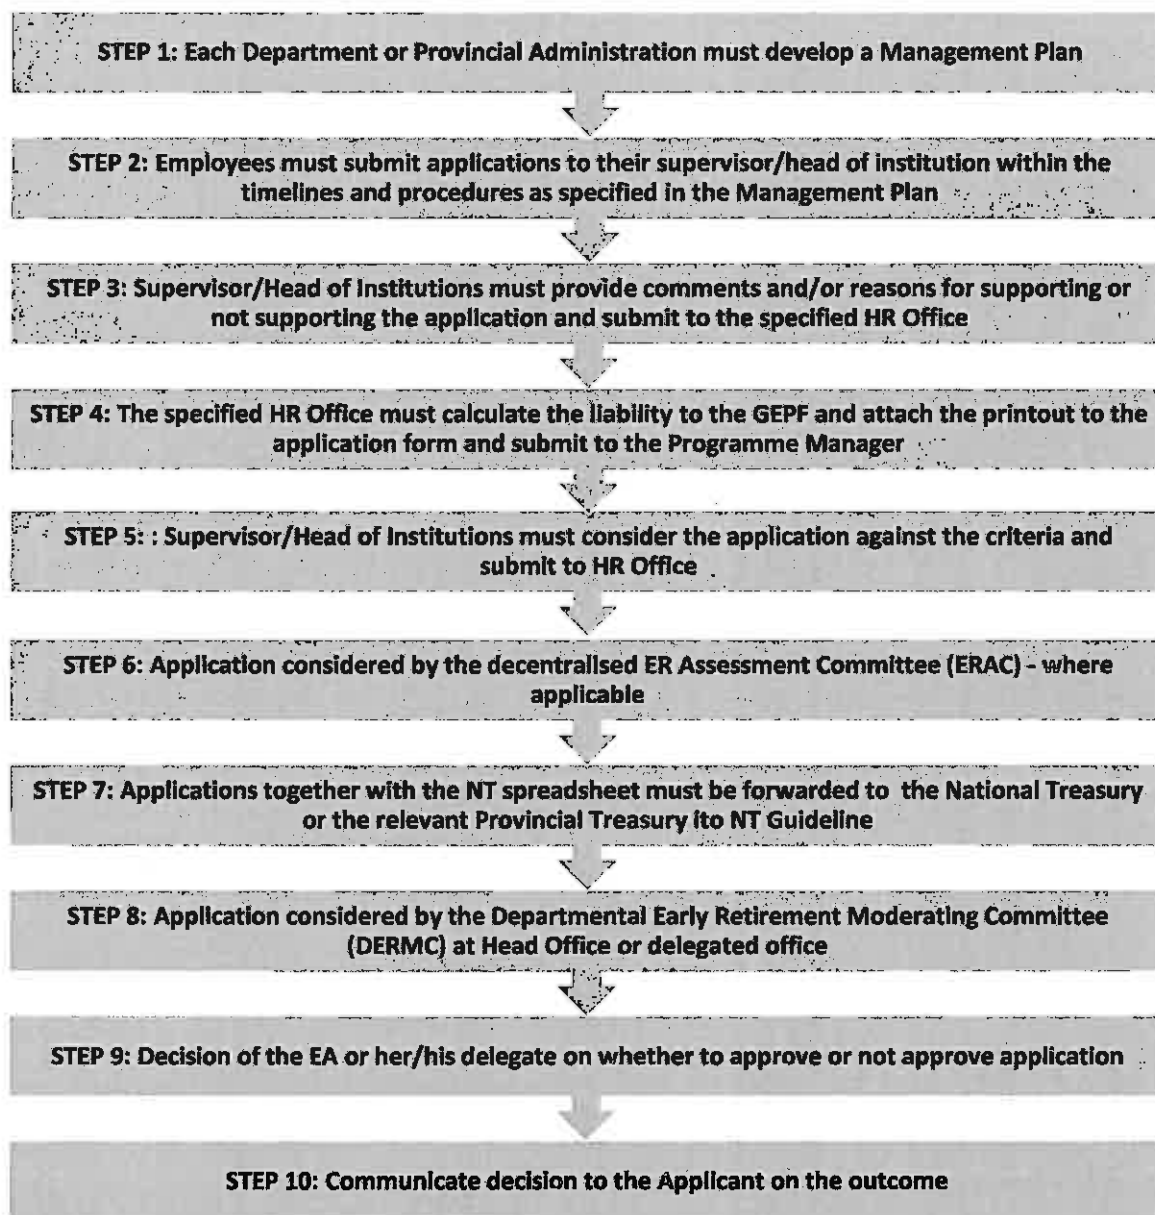 STEP 1: Each Department or Provincial Administration must develop a Management Plan
STEP 2: Employees must submit applications to their supervisor/head of institution within the
timelines and procedures as specified in the Management Plan
STEP 3: Supervisor/Head of Institutions must provide comments and/or reasons for supporting or
not supporting the application and submit to the specified HR Office
STEP 4: The specified HR Office must calculate the liability to the GEPF and attach the printout to the
application form and submit to the Programme Manager
STEP 5: : Supervisor/Head of Institutions must consider the application against the criteria and
submit to HR Office
STEP 6: Application considered by the decentralised ER Assessment Committee (ERAC) - where
applicable
STEP 7: Applications together with the NT spreadsheet must be forwarded to the National Treasury
or the relevant Provincial Treasury ito NT Guideline
STEP 8: Application considered by the Departmental Early Retirement Moderating Committee
(DERMC) at Head Office or delegated office
STEP 9: Decision of the EA or her/his delegate on whether to approve or not approve application
STEP 10: Communicate decision to the Applicant on the outcome